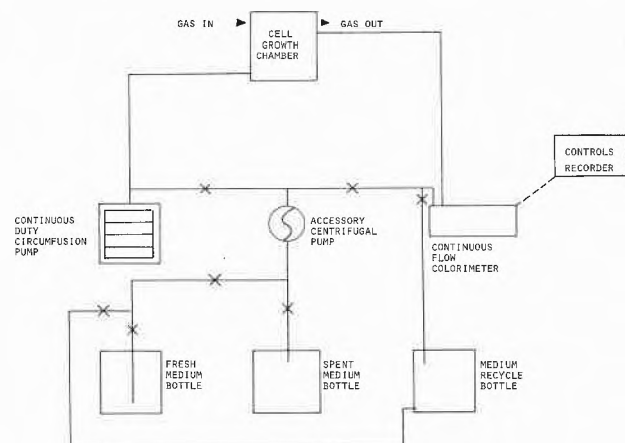 GAS IN
CELL
GROWTH
CHAMBER
GAS OUT
CONTROLS
RECORDER
CONTINUOUS
DUTY
CIRCUMFUSION
PUMP
ACCESSORY
CENTRIFUGAL
PUMP
CONTINUOUS
FLOW
COLORIMETER
FRESH
MEDIUM
BOTTLE
SPENT
MEDIUM
BOTTLE
MEDIUM
RECYCLE
BOTTLE